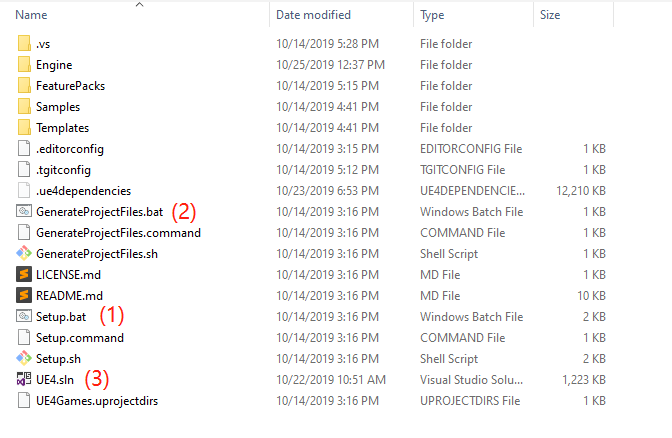 Name Date modified Type Size
.vs 10/14/2019 5:28 PM File folder
Engine 10/25/2019 12:37 PM File folder
FeaturePacks 10/14/2019 5:15 PM File folder
Samples 10/14/2019 4:41 PM File folder
Templates 10/14/2019 4:41 PM File folder
.editorconfig 10/14/2019 3:15 PM EDITORCONFIG File 1 KB
.tgitconfig 10/14/2019 5:12 PM TGITCONFIG File 1 KB
.ue4dependencies 10/23/2019 6:53 PM UE4DEPENDENCIE... 12,210 KB
GenerateProjectFiles.bat (2) 10/14/2019 3:16 PM Windows Batch File 1 KB
GenerateProjectFiles.command 10/14/2019 3:16 PM COMMAND File 1 KB
GenerateProjectFiles.sh 10/14/2019 3:16 PM Shell Script 1 KB
LICENSE.md 10/14/2019 3:16 PM MD File 1 KB
README.md 10/14/2019 3:16 PM MD File 10 KB
Setup.bat (1) 10/14/2019 3:16 PM Windows Batch File 2 KB
Setup.command 10/14/2019 3:16 PM COMMAND File 1 KB
Setup.sh 10/14/2019 3:16 PM Shell Script 2 KB
UE4.sln (3) 10/22/2019 10:51 AM Visual Studio Solu... 1,223 KB
UE4Games.uprojectdirs 10/14/2019 3:16 PM UPROJECTDIRS File 1 KB